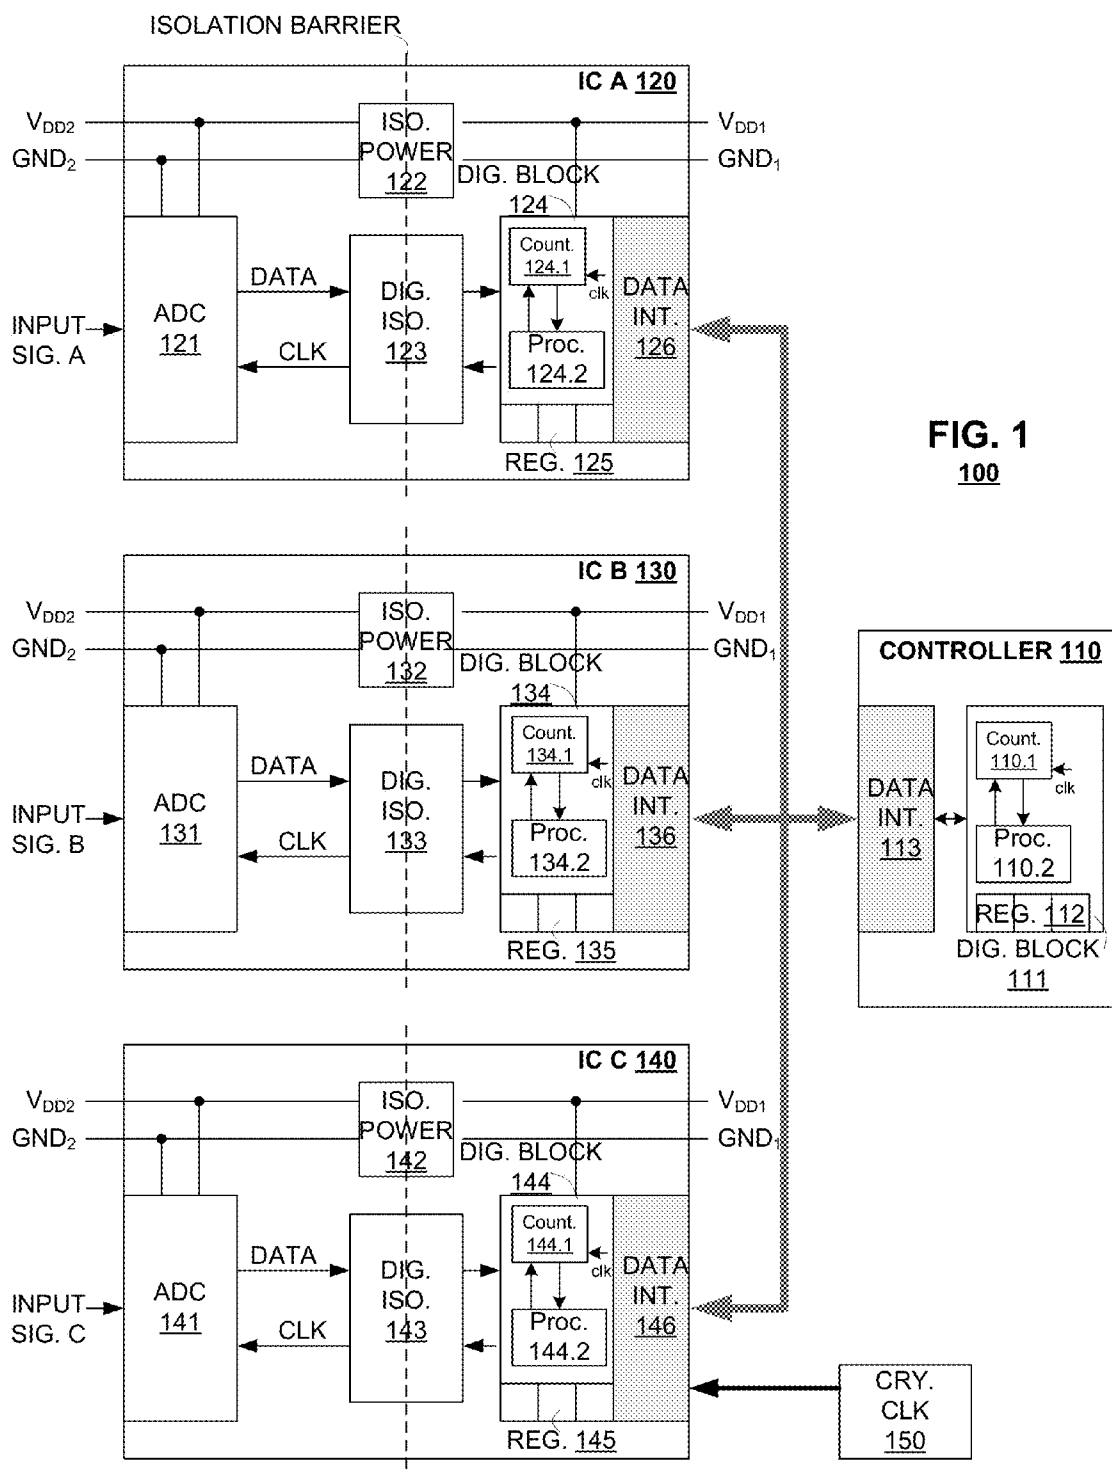 ISOLATION BARRIER
IC A 120
VDD2
ISO.
POWER
122
VDD1
GND2
GND1
DIG. BLOCK
124
Count.
124.1
clk
DATA
INT.
126
DATA
DIG.
ISO.
123
CLK
ADC
121
INPUT
SIG. A
Proc.
124.2
REG. 125
FIG. 1
100
IC B 130
VDD2
ISO.
POWER
132
VDD1
GND2
GND1
DIG. BLOCK
134
Count.
134.1
clk
DATA
INT.
136
DATA
DIG.
ISO.
133
CLK
ADC
131
INPUT
SIG. B
Proc.
134.2
REG. 135
CONTROLLER 110
DATA
INT.
113
Count.
110.1
clk
Proc.
110.2
REG. 112
DIG. BLOCK
111
IC C 140
VDD2
ISO.
POWER
142
VDD1
GND2
GND1
DIG. BLOCK
144
Count.
144.1
clk
DATA
INT.
146
DATA
DIG.
ISO.
143
CLK
ADC
141
INPUT
SIG. C
Proc.
144.2
REG. 145
CRY.
CLK
150